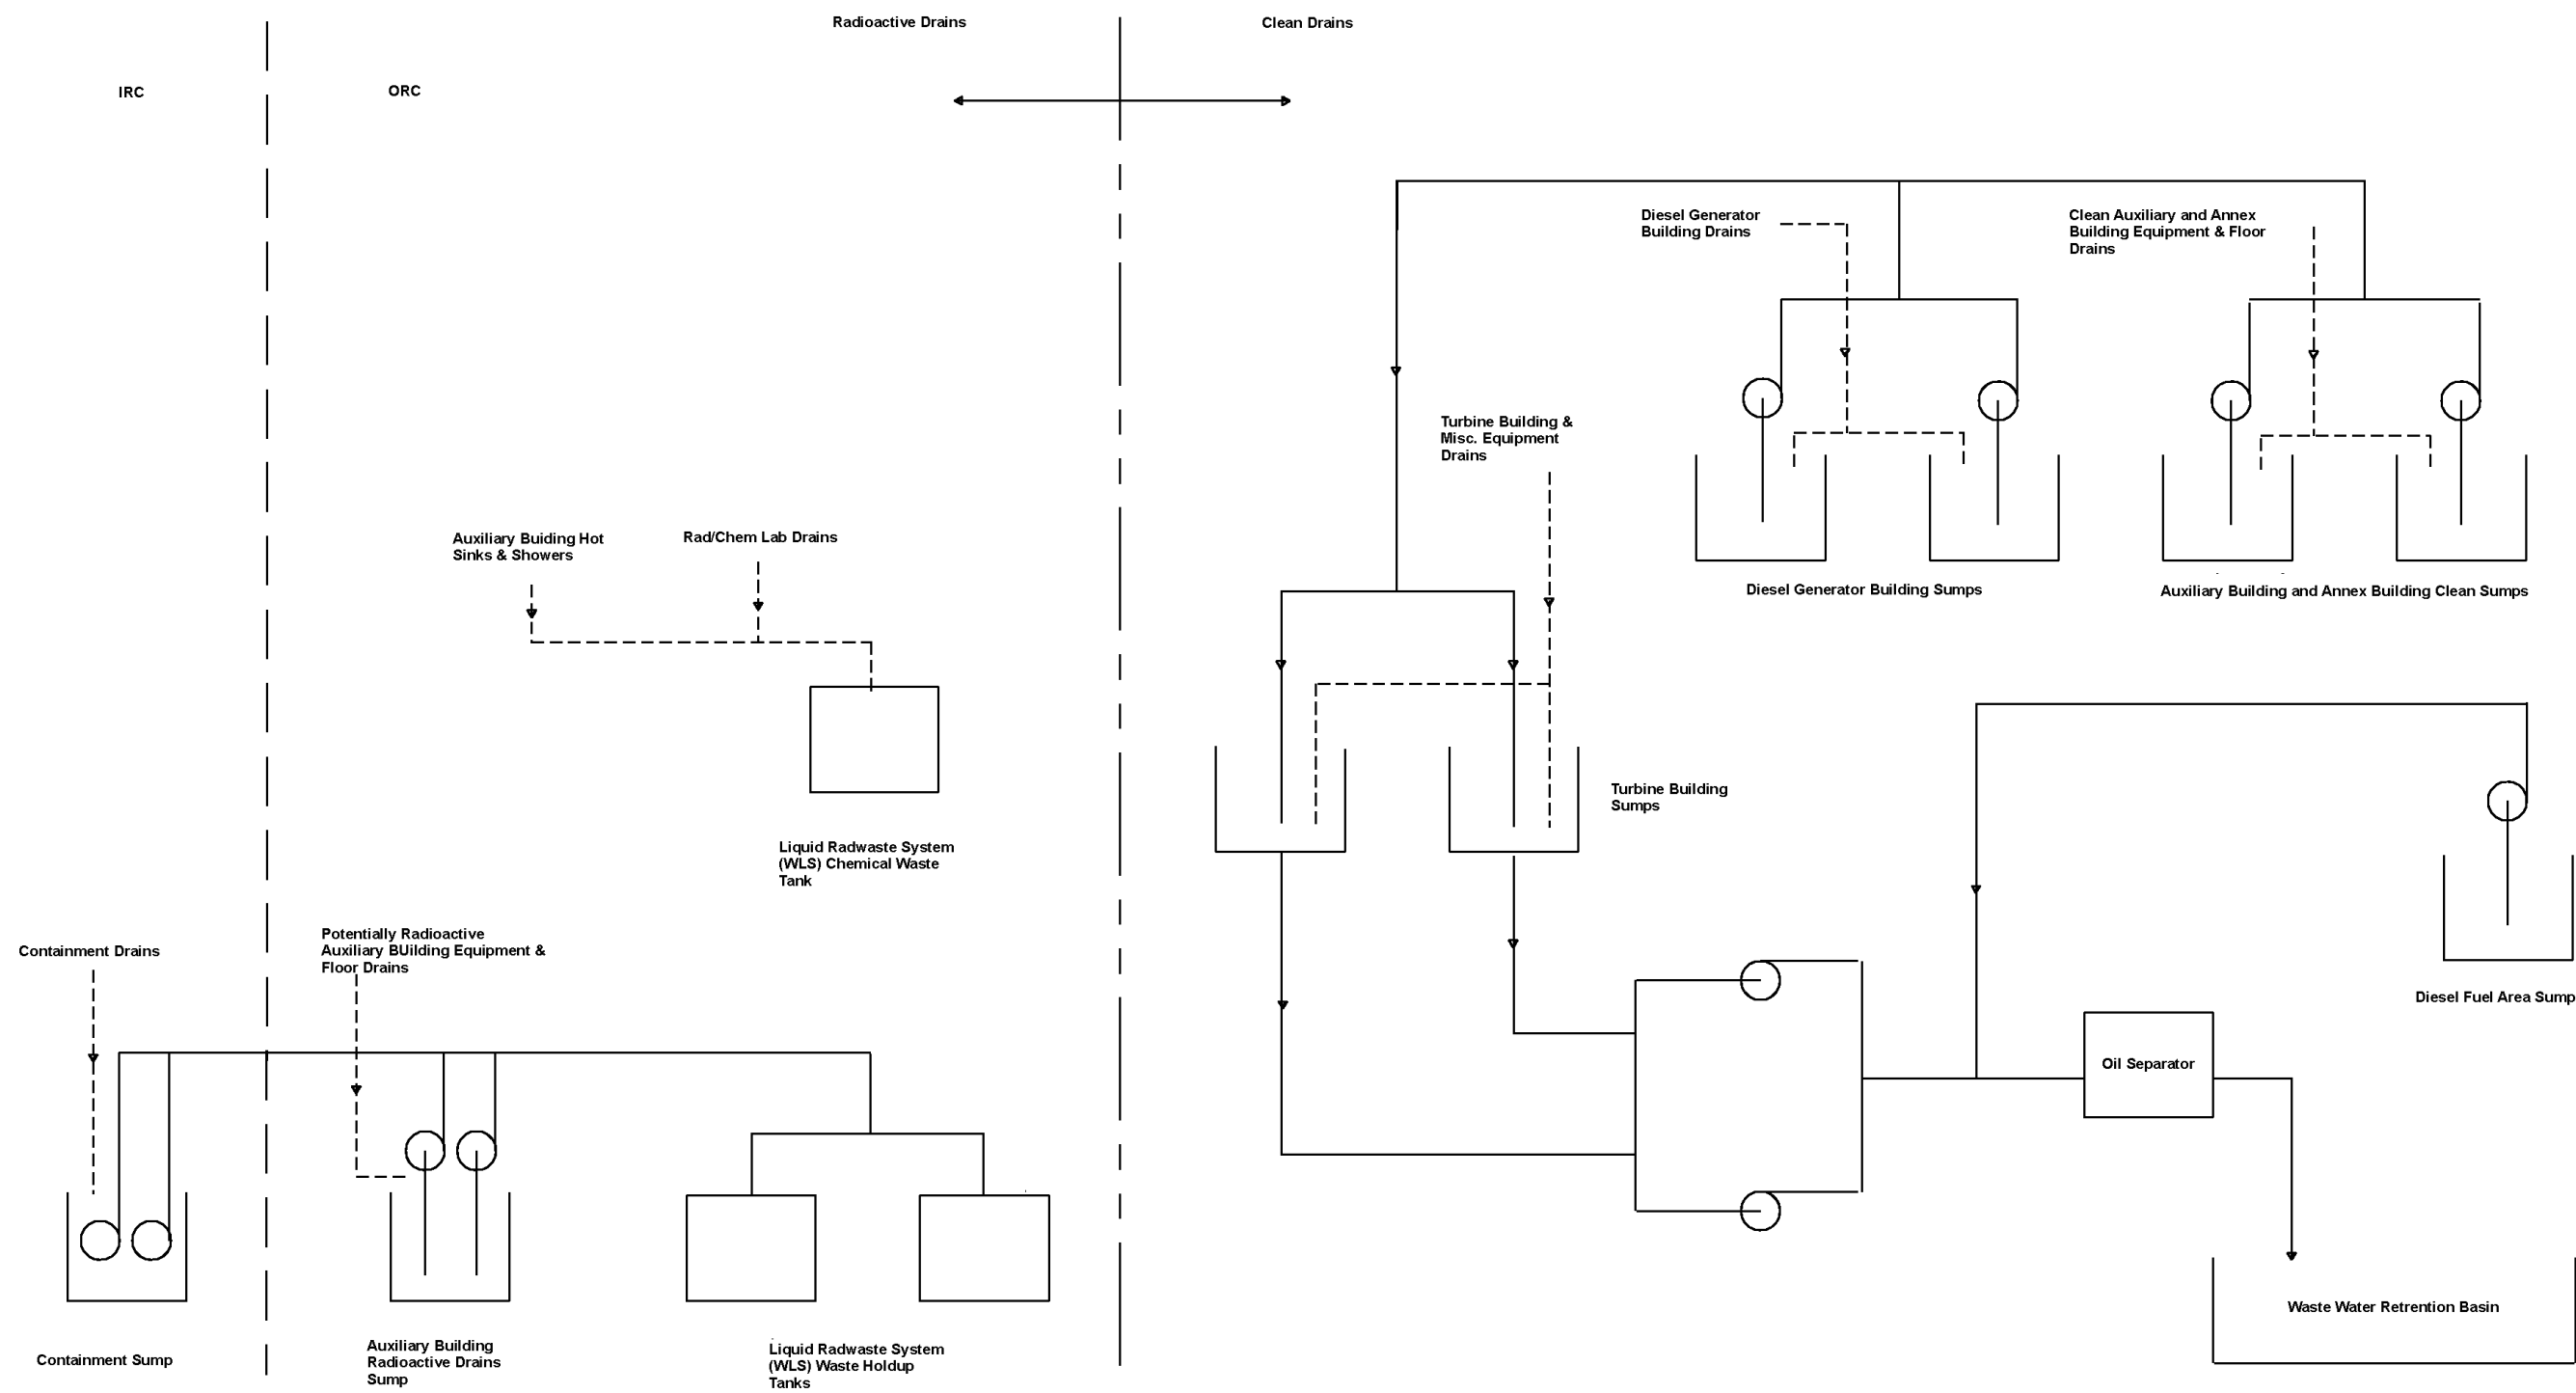 Radioactive Drains
Clean Drains
IRC
ORC
Diesel Generator
Building Drains
Clean Auxiliary and Annex
Building Equipment & Floor
Drains
Turbine Building &
Misc. Equipment
Drains
Auxiliary Buiding Hot
Sinks & Showers
Rad/Chem Lab Drains
Diesel Generator Building Sumps
Auxiliary Building and Annex Building Clean Sumps
Turbine Building
Sumps
Liquid Radwaste System
(WLS) Chemical Waste
Tank
Containment Drains
Potentially Radioactive
Auxiliary BUilding Equipment &
Floor Drains
Diesel Fuel Area Sump
Oil Separator
Waste Water Retrention Basin
Containment Sump
Auxiliary Building
Radioactive Drains
Sump
Liquid Radwaste System
(WLS) Waste Holdup
Tanks